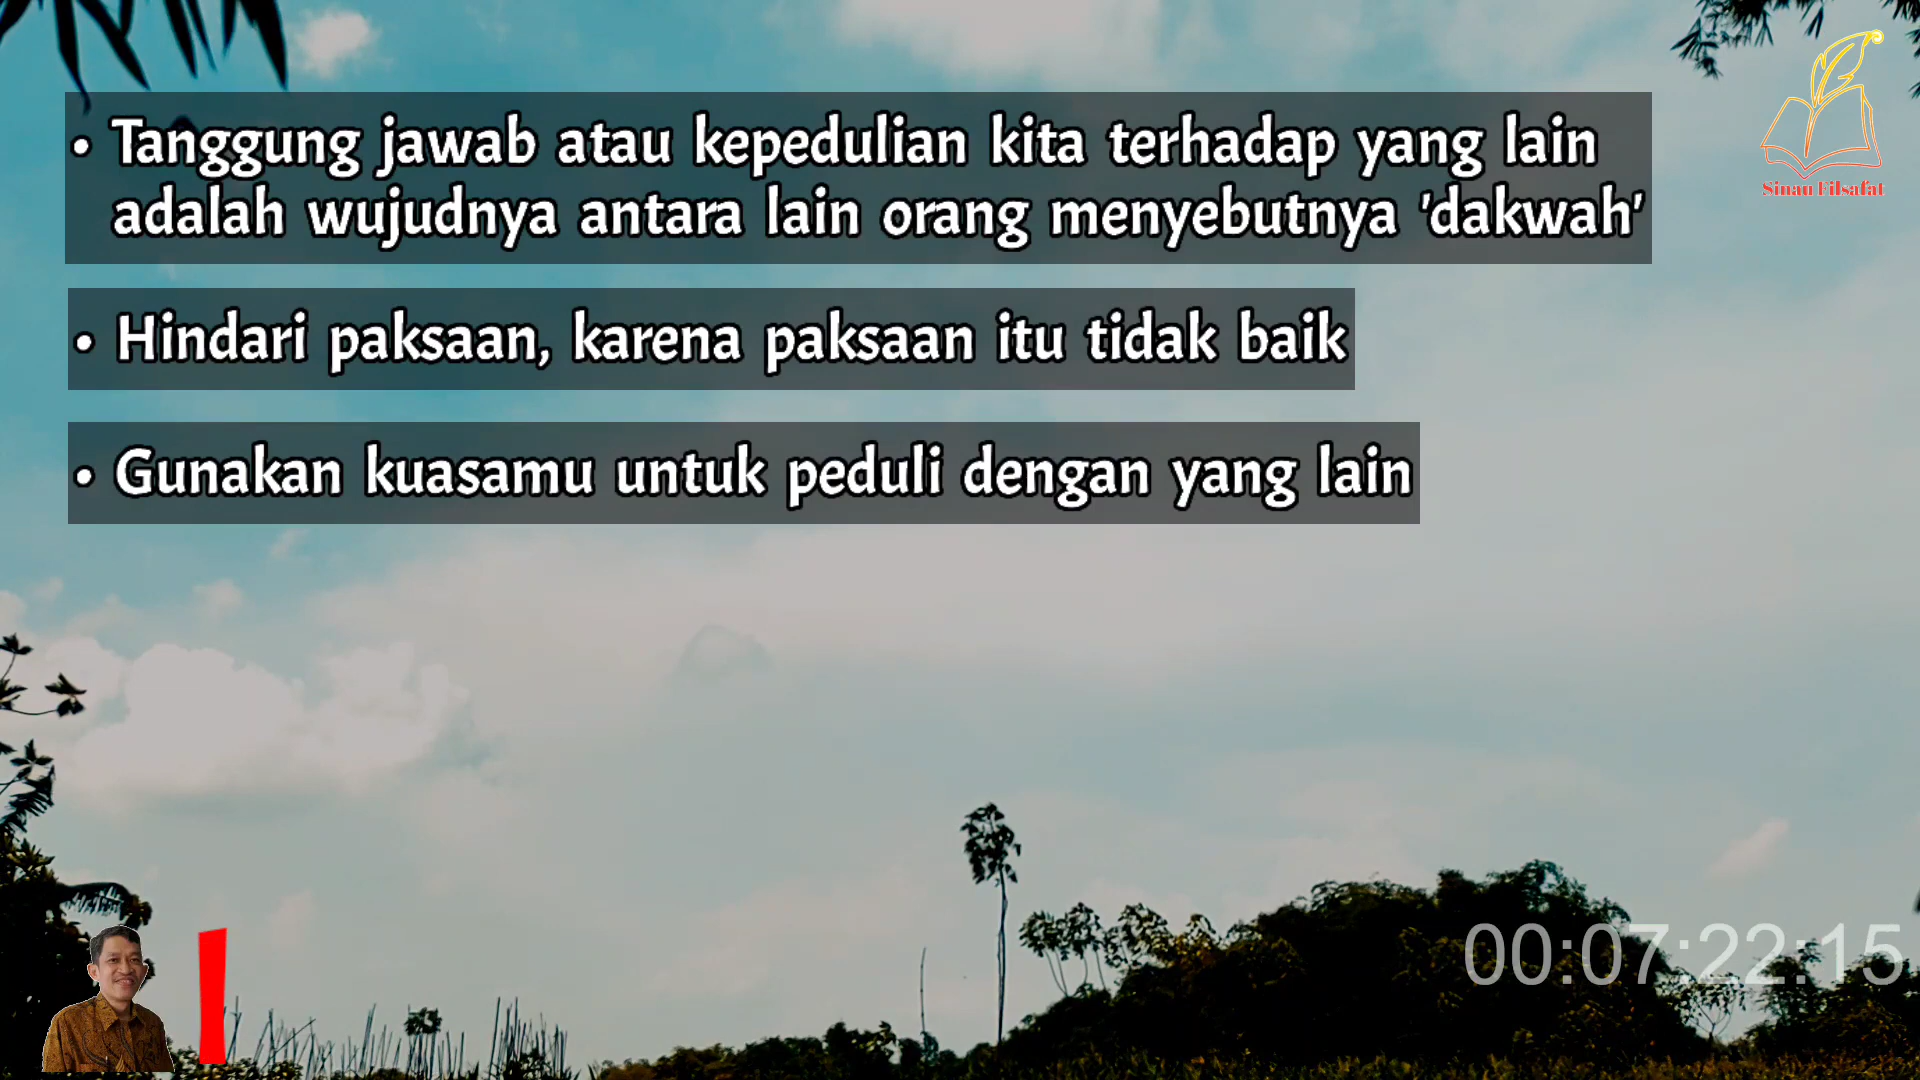 • Tanggung jawab atau kepedulian kita terhadap yang lain
adalah wujudnya antara lain orang menyebutnya 'dakwah'
• Hindari paksaan, karena paksaan itu tidak baik
• Gunakan kuasamu untuk peduli dengan yang lain
Sinau Filsafat
00:07:22:15